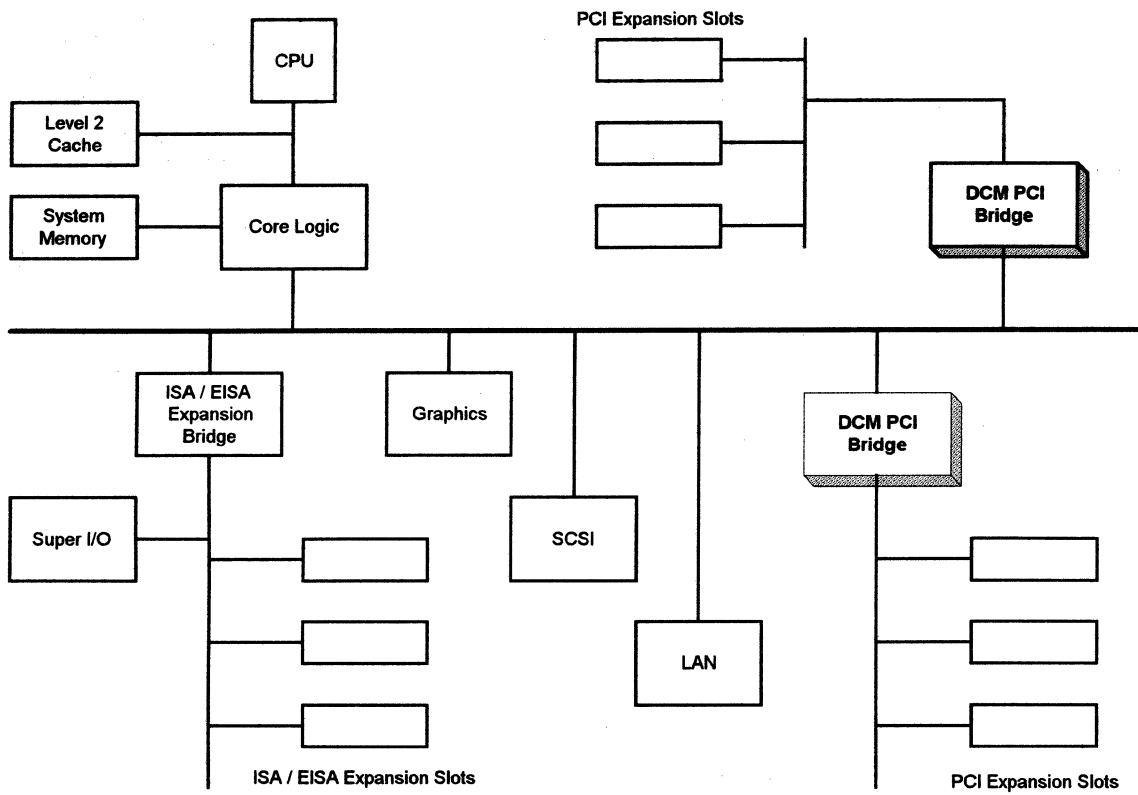 PCI Expansion Slots
CPU
Level 2
Cache
System
Memory
Core Logic
DCM PCI
Bridge
ISA / EISA
Expansion
Bridge
Graphics
DCM PCI
Bridge
Super I/O
SCSI
LAN
ISA / EISA Expansion Slots
PCI Expansion Slots